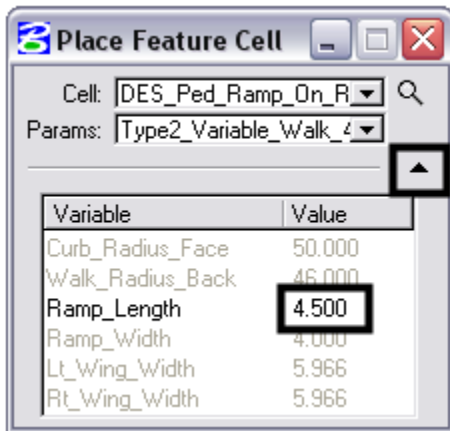 Place Feature Cell
Cell: DES_Ped_Ramp_On_R
Params: Type2_Variable_Walk_4
Variable Value
Curb_Radius_Face 50.000
Walk_Radius_Back 46.000
Ramp_Length 4.500
Ramp_Width 4.000
Lt_Wing_Width 5.966
Rt_Wing_Width 5.966